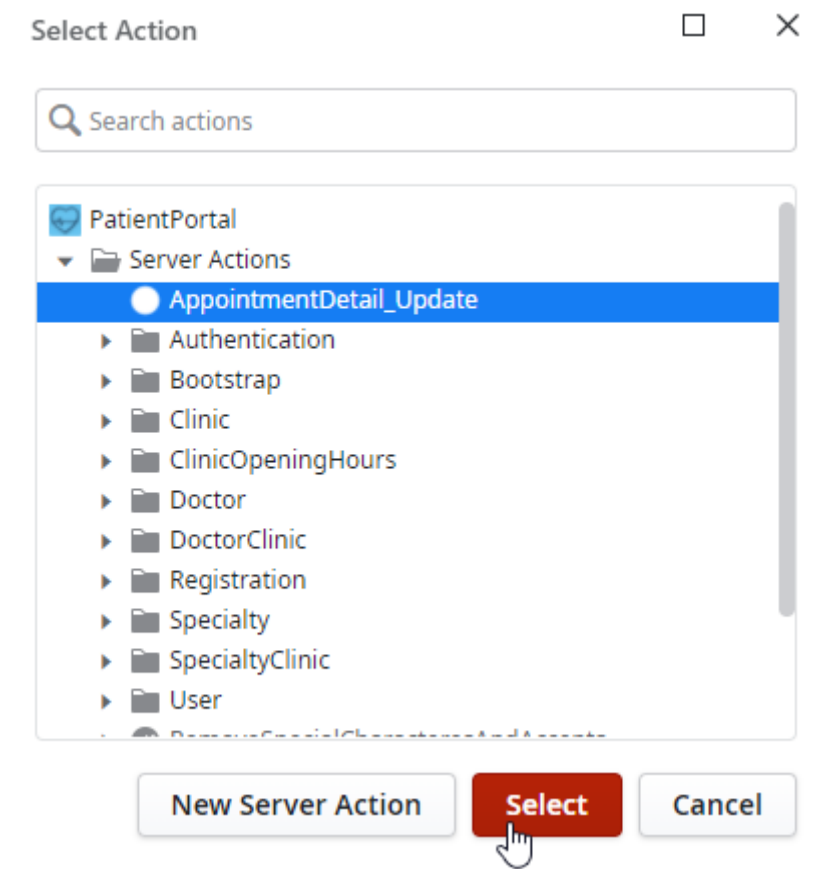 Select Action
Search actions
PatientPortal
Server Actions
AppointmentDetail_Update
Authentication
Bootstrap
Clinic
ClinicOpeningHours
Doctor
DoctorClinic
Registration
Specialty
SpecialtyClinic
User
New Server Action
Select
Cancel